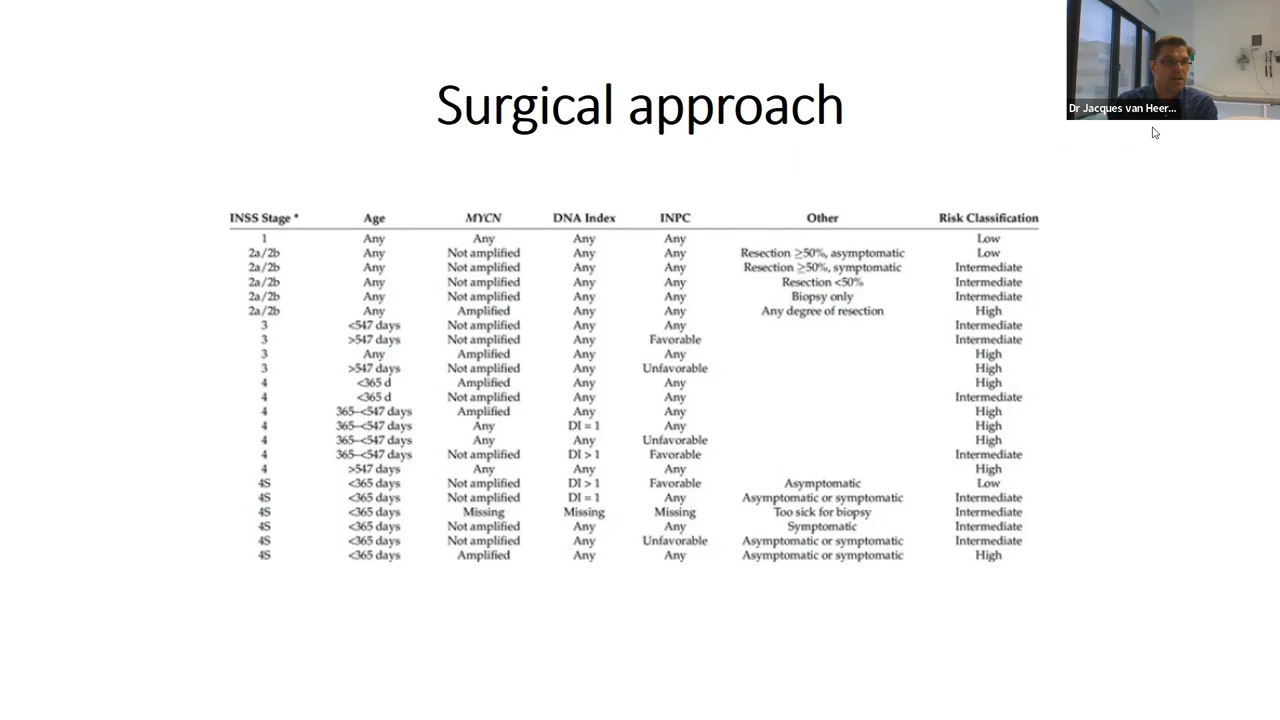 Dr Jacques van Heer...
Surgical approach
INSS Stage * Age MYCN DNA Index INPC Other Risk Classification
1 Any Any Any Any Low
2a/2b Any Not amplified Any Any Resection ≥50%, asymptomatic Low
2a/2b Any Not amplified Any Any Resection ≥50%, symptomatic Intermediate
2a/2b Any Not amplified Any Any Resection <50% Intermediate
2a/2b Any Not amplified Any Any Biopsy only Intermediate
2a/2b Any Amplified Any Any Any degree of resection High
3 <547 days Not amplified Any Any Intermediate
3 >547 days Not amplified Any Favorable Intermediate
3 Any Amplified Any Any High
3 >547 days Not amplified Any Unfavorable High
4 <365 d Amplified Any Any High
4 <365 d Not amplified Any Any Intermediate
4 365–<547 days Amplified Any Any High
4 365–<547 days Any DI = 1 Any High
4 365–<547 days Any Any Unfavorable High
4 365–<547 days Not amplified DI > 1 Favorable Intermediate
4 >547 days Any Any Any High
4S <365 days Not amplified DI > 1 Favorable Asymptomatic Low
4S <365 days Not amplified DI = 1 Any Asymptomatic or symptomatic Intermediate
4S <365 days Missing Missing Missing Too sick for biopsy Intermediate
4S <365 days Not amplified Any Any Symptomatic Intermediate
4S <365 days Not amplified Any Unfavorable Asymptomatic or symptomatic Intermediate
4S <365 days Amplified Any Any Asymptomatic or symptomatic High